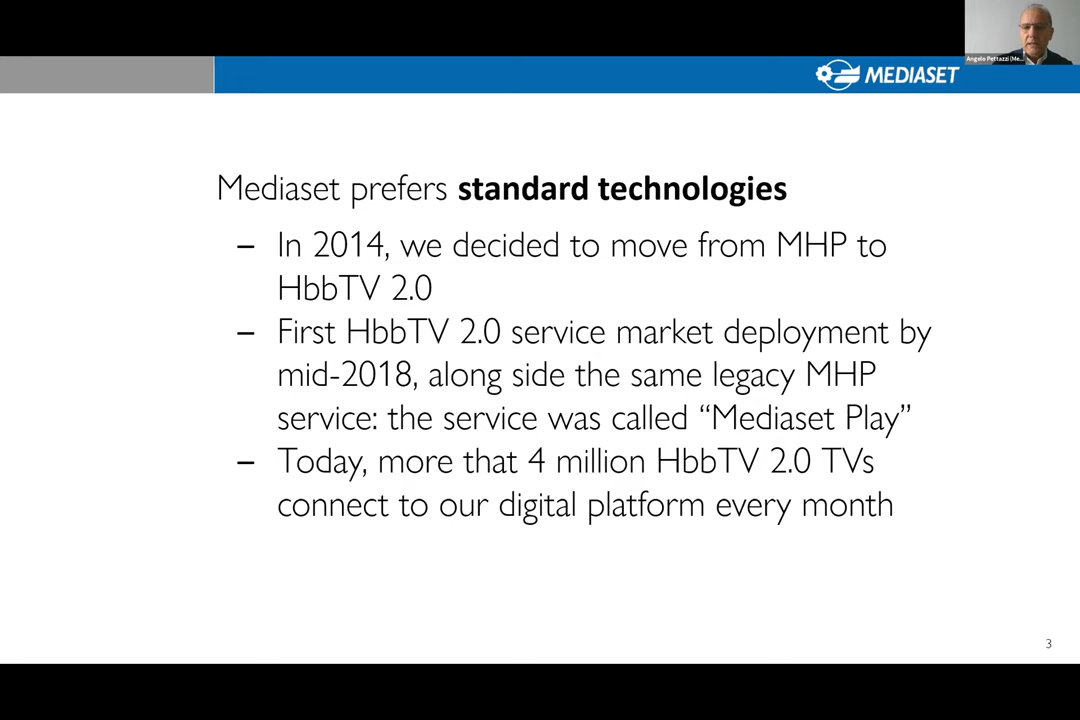 Angelo Pettazzi (Me...
MEDIASET
Mediaset prefers standard technologies
– In 2014, we decided to move from MHP to
HbbTV 2.0
– First HbbTV 2.0 service market deployment by
mid-2018, along side the same legacy MHP
service: the service was called “Mediaset Play”
– Today, more that 4 million HbbTV 2.0 TVs
connect to our digital platform every month
3